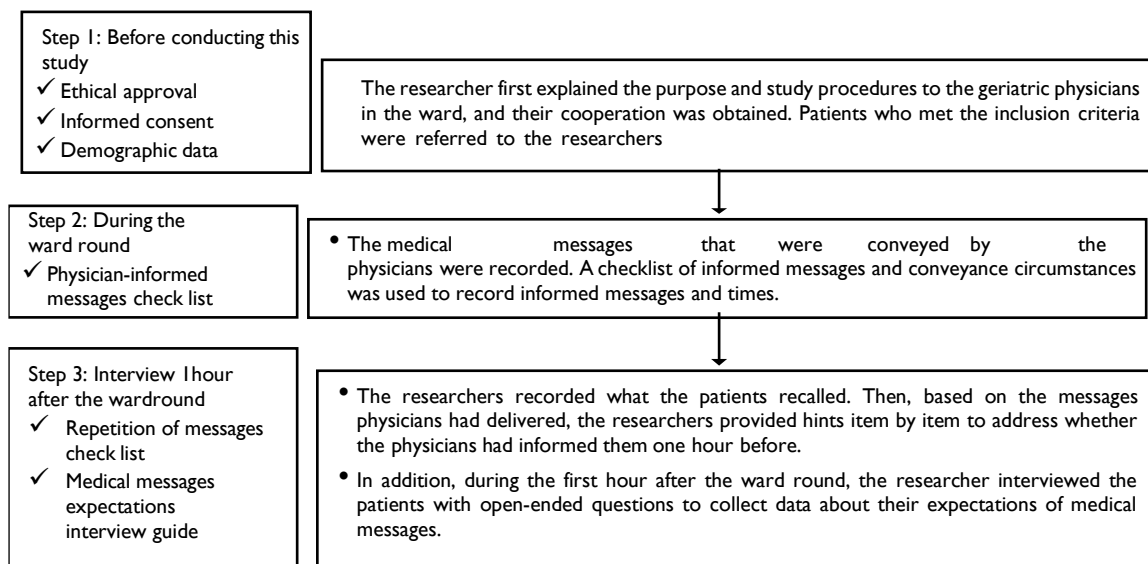 Step 1: Before conducting this
study
✓ Ethical approval
✓ Informed consent
✓ Demographic data
The researcher first explained the purpose and study procedures to the geriatric physicians
in the ward, and their cooperation was obtained. Patients who met the inclusion criteria
were referred to the researchers
Step 2: During the
ward round
✓ Physician-informed
messages check list
• The medical messages that were conveyed by the
physicians were recorded. A checklist of informed messages and conveyance circumstances
was used to record informed messages and times.
Step 3: Interview 1hour
after the wardround
✓ Repetition of messages
check list
✓ Medical messages
expectations
interview guide
• The researchers recorded what the patients recalled. Then, based on the messages
physicians had delivered, the researchers provided hints item by item to address whether
the physicians had informed them one hour before.
• In addition, during the first hour after the ward round, the researcher interviewed the
patients with open-ended questions to collect data about their expectations of medical
messages.